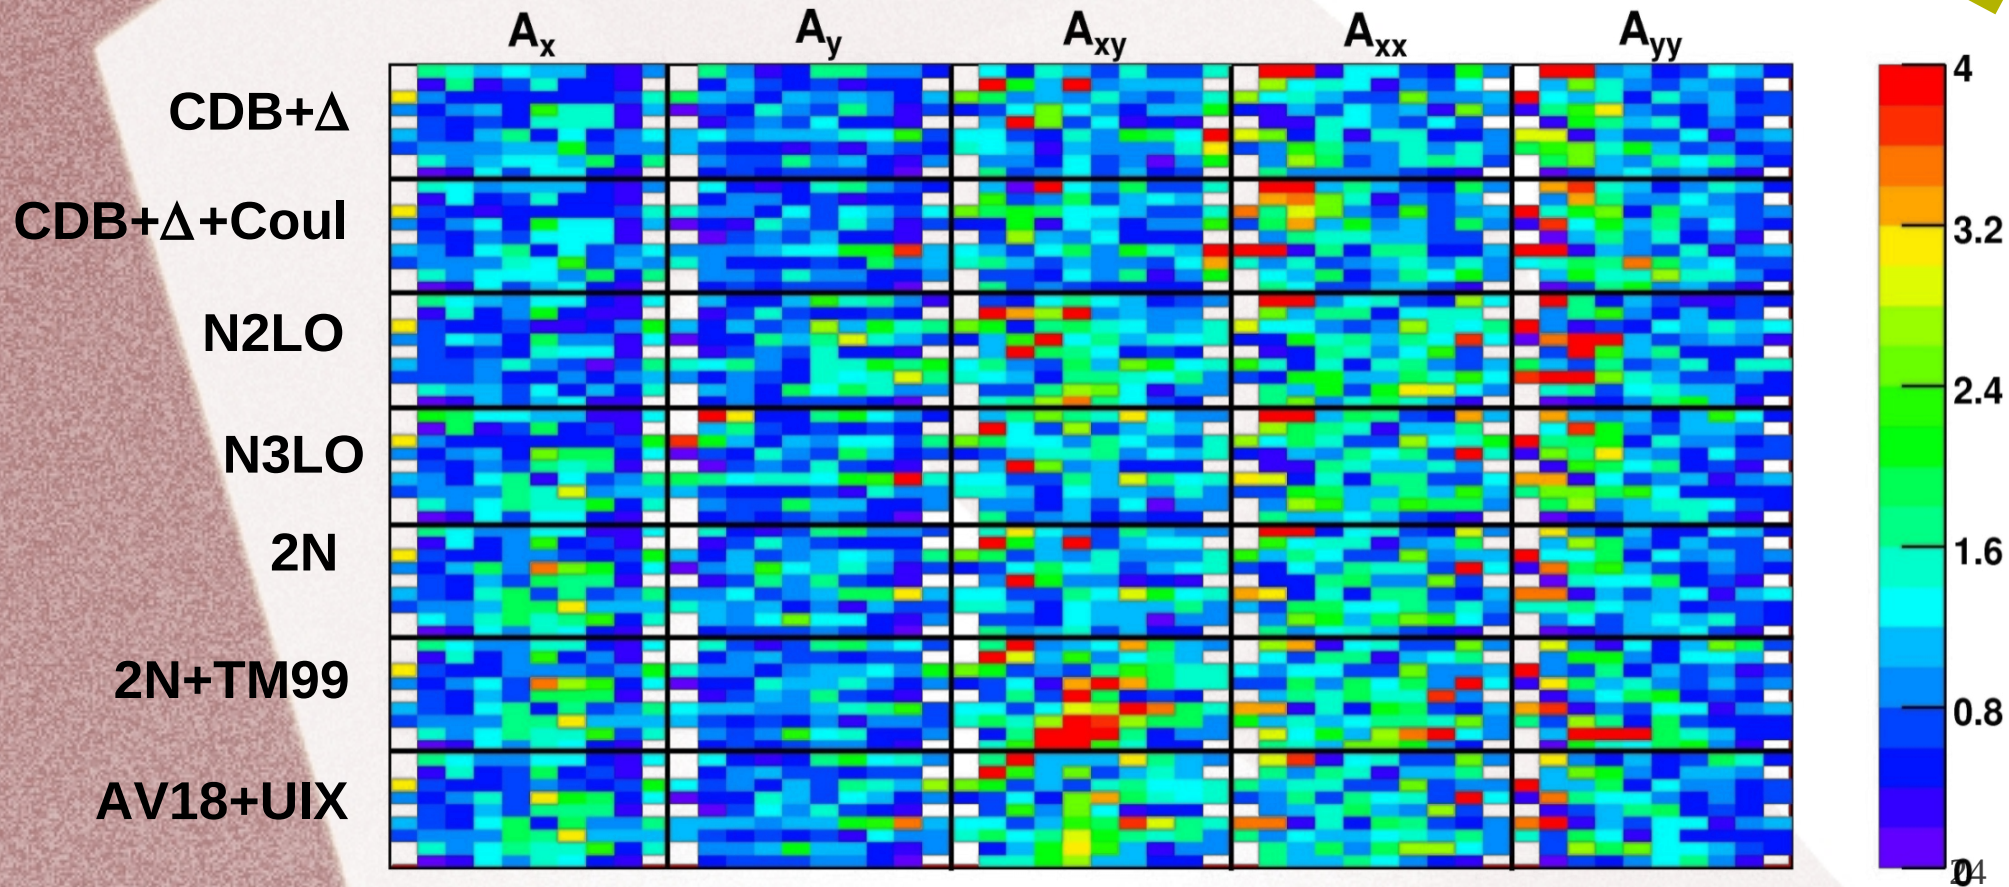 Ax Ay Axy Axx Ayy
CDB+Δ
CDB+Δ+Coul
N2LO
N3LO
2N
2N+TM99
AV18+UIX
4
3.2
2.4
1.6
0.8
0
24